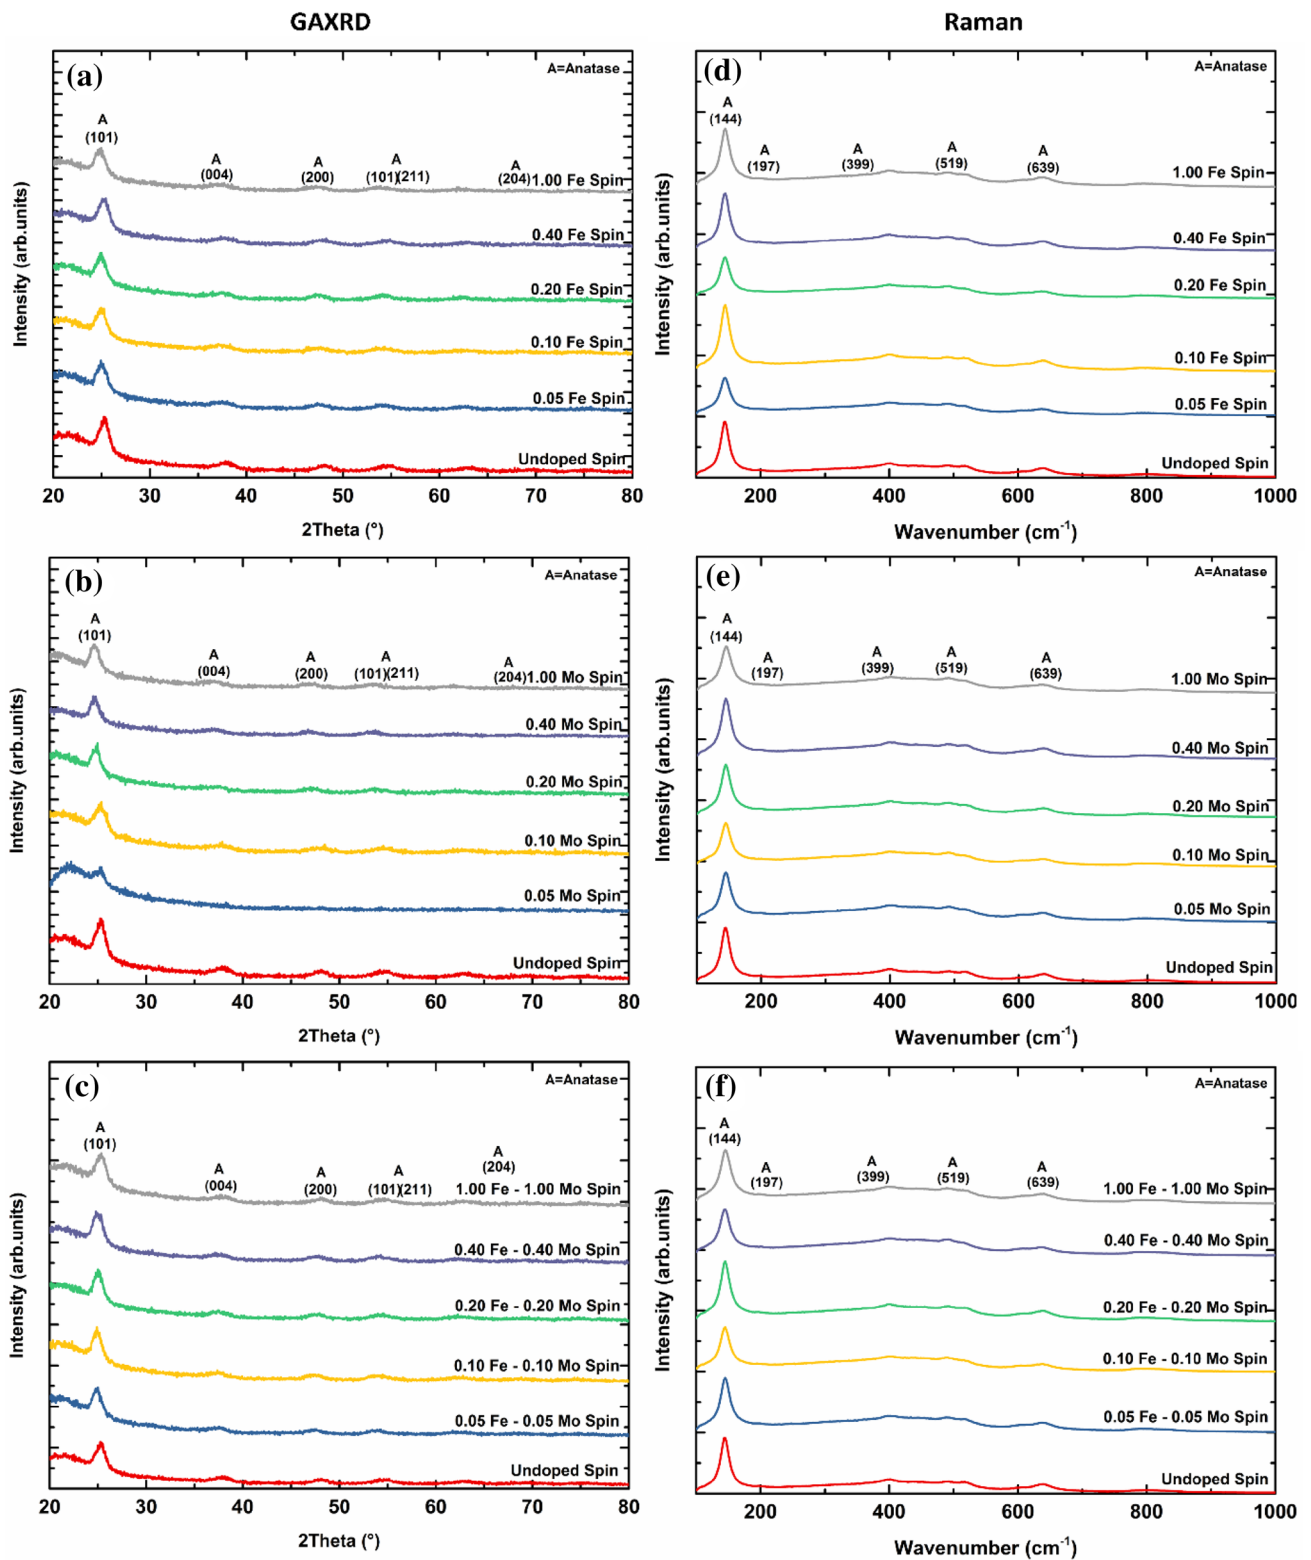 GAXRD
Raman
(a)
A=Anatase
A
(101)
A
(004)
A
(200)
A
(101)(211)
A
(204)
1.00 Fe Spin
0.40 Fe Spin
0.20 Fe Spin
0.10 Fe Spin
0.05 Fe Spin
Undoped Spin
Intensity (arb.units)
20 30 40 50 60 70 80
2Theta (°)
(d)
A=Anatase
A
(144)
A
(197)
A
(399)
A
(519)
A
(639)
1.00 Fe Spin
0.40 Fe Spin
0.20 Fe Spin
0.10 Fe Spin
0.05 Fe Spin
Undoped Spin
Intensity (arb.units)
200 400 600 800 1000
Wavenumber (cm-1)
(b)
A=Anatase
A
(101)
A
(004)
A
(200)
A
(101)(211)
A
(204)
1.00 Mo Spin
0.40 Mo Spin
0.20 Mo Spin
0.10 Mo Spin
0.05 Mo Spin
Undoped Spin
Intensity (arb.units)
20 30 40 50 60 70 80
2Theta (°)
(e)
A=Anatase
A
(144)
A
(197)
A
(399)
A
(519)
A
(639)
1.00 Mo Spin
0.40 Mo Spin
0.20 Mo Spin
0.10 Mo Spin
0.05 Mo Spin
Undoped Spin
Intensity (arb.units)
200 400 600 800 1000
Wavenumber (cm-1)
(c)
A=Anatase
A
(101)
A
(004)
A
(200)
A
(101)(211)
A
(204)
1.00 Fe - 1.00 Mo Spin
0.40 Fe - 0.40 Mo Spin
0.20 Fe - 0.20 Mo Spin
0.10 Fe - 0.10 Mo Spin
0.05 Fe - 0.05 Mo Spin
Undoped Spin
Intensity (arb.units)
20 30 40 50 60 70 80
2Theta (°)
(f)
A=Anatase
A
(144)
A
(197)
A
(399)
A
(519)
A
(639)
1.00 Fe - 1.00 Mo Spin
0.40 Fe - 0.40 Mo Spin
0.20 Fe - 0.20 Mo Spin
0.10 Fe - 0.10 Mo Spin
0.05 Fe - 0.05 Mo Spin
Undoped Spin
Intensity (arb.units)
200 400 600 800 1000
Wavenumber (cm-1)